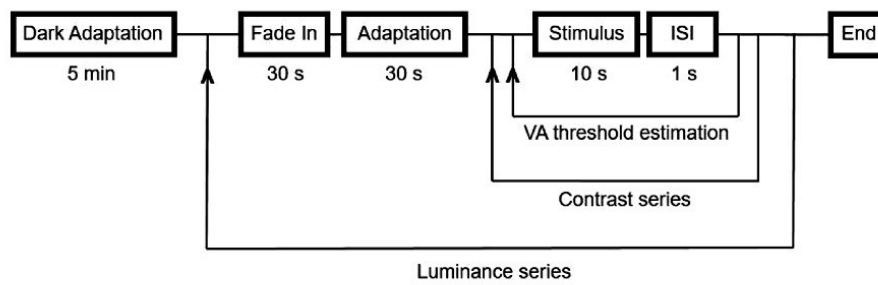 Dark Adaptation Fade In Adaptation Stimulus ISI End
5 min 30 s 30 s 10 s 1 s
VA threshold estimation
Contrast series
Luminance series